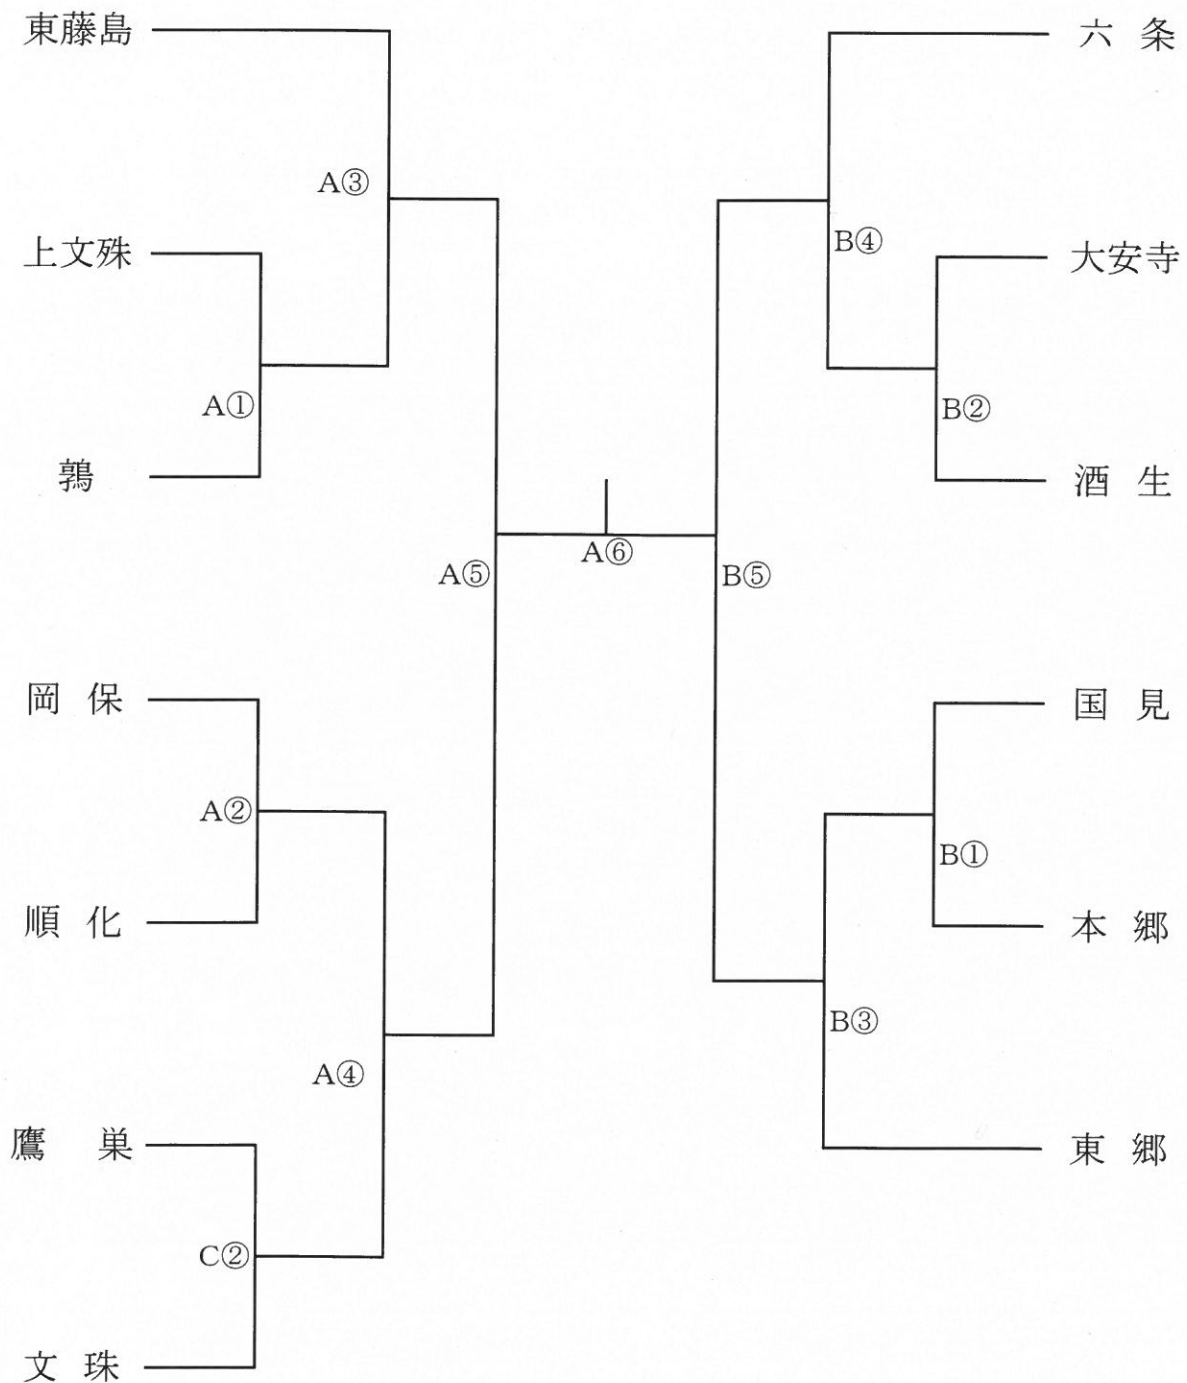 東藤島
六条
A③
上文殊
B④
大安寺
A①
B②
鶉
酒生
A⑥
A⑤
B⑤
岡保
国見
A②
B①
順化
本郷
B③
A④
鷹巣
東郷
C②
文珠